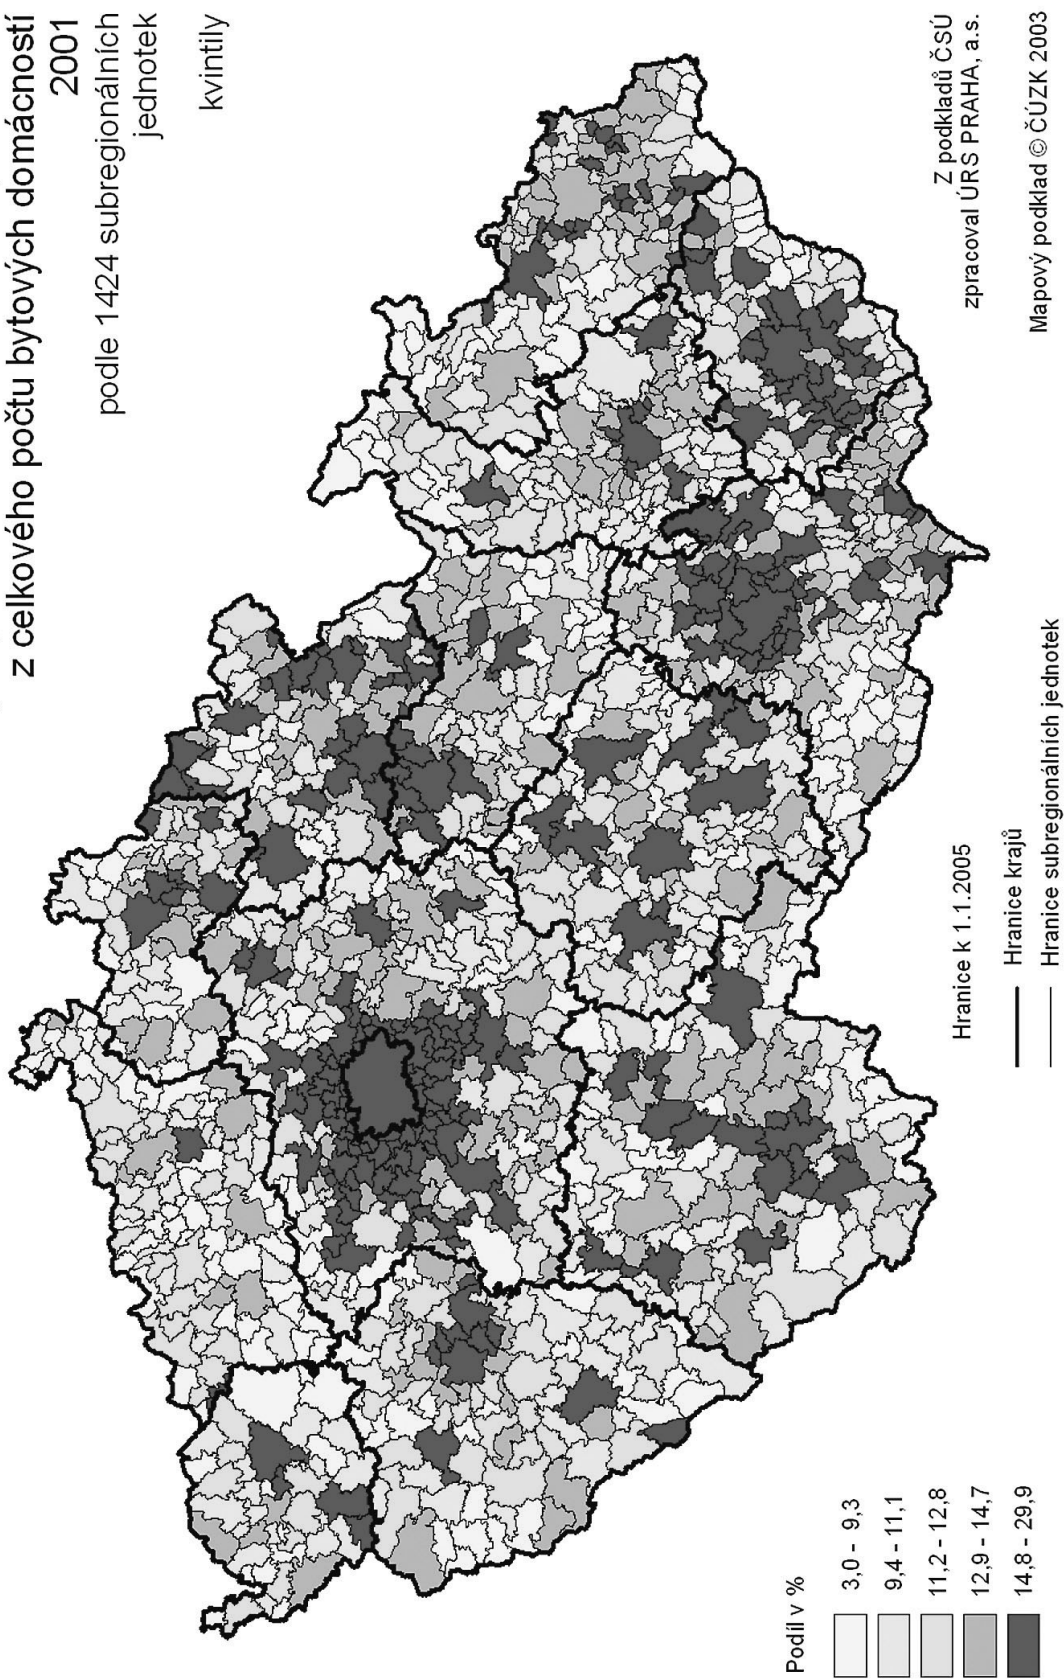 z celkového počtu bytových domácností
2001
podle 1424 subregionálních
jednotek
kvintily
Podíl v %
3,0 - 9,3
9,4 - 11,1
11,2 - 12,8
12,9 - 14,7
14,8 - 29,9
Hranice k 1.1.2005
Hranice krajů
Hranice subregionálních jednotek
Z podkladů ČSÚ
zpracoval ÚRS PRAHA, a.s.
Mapový podklad © ČÚZK 2003